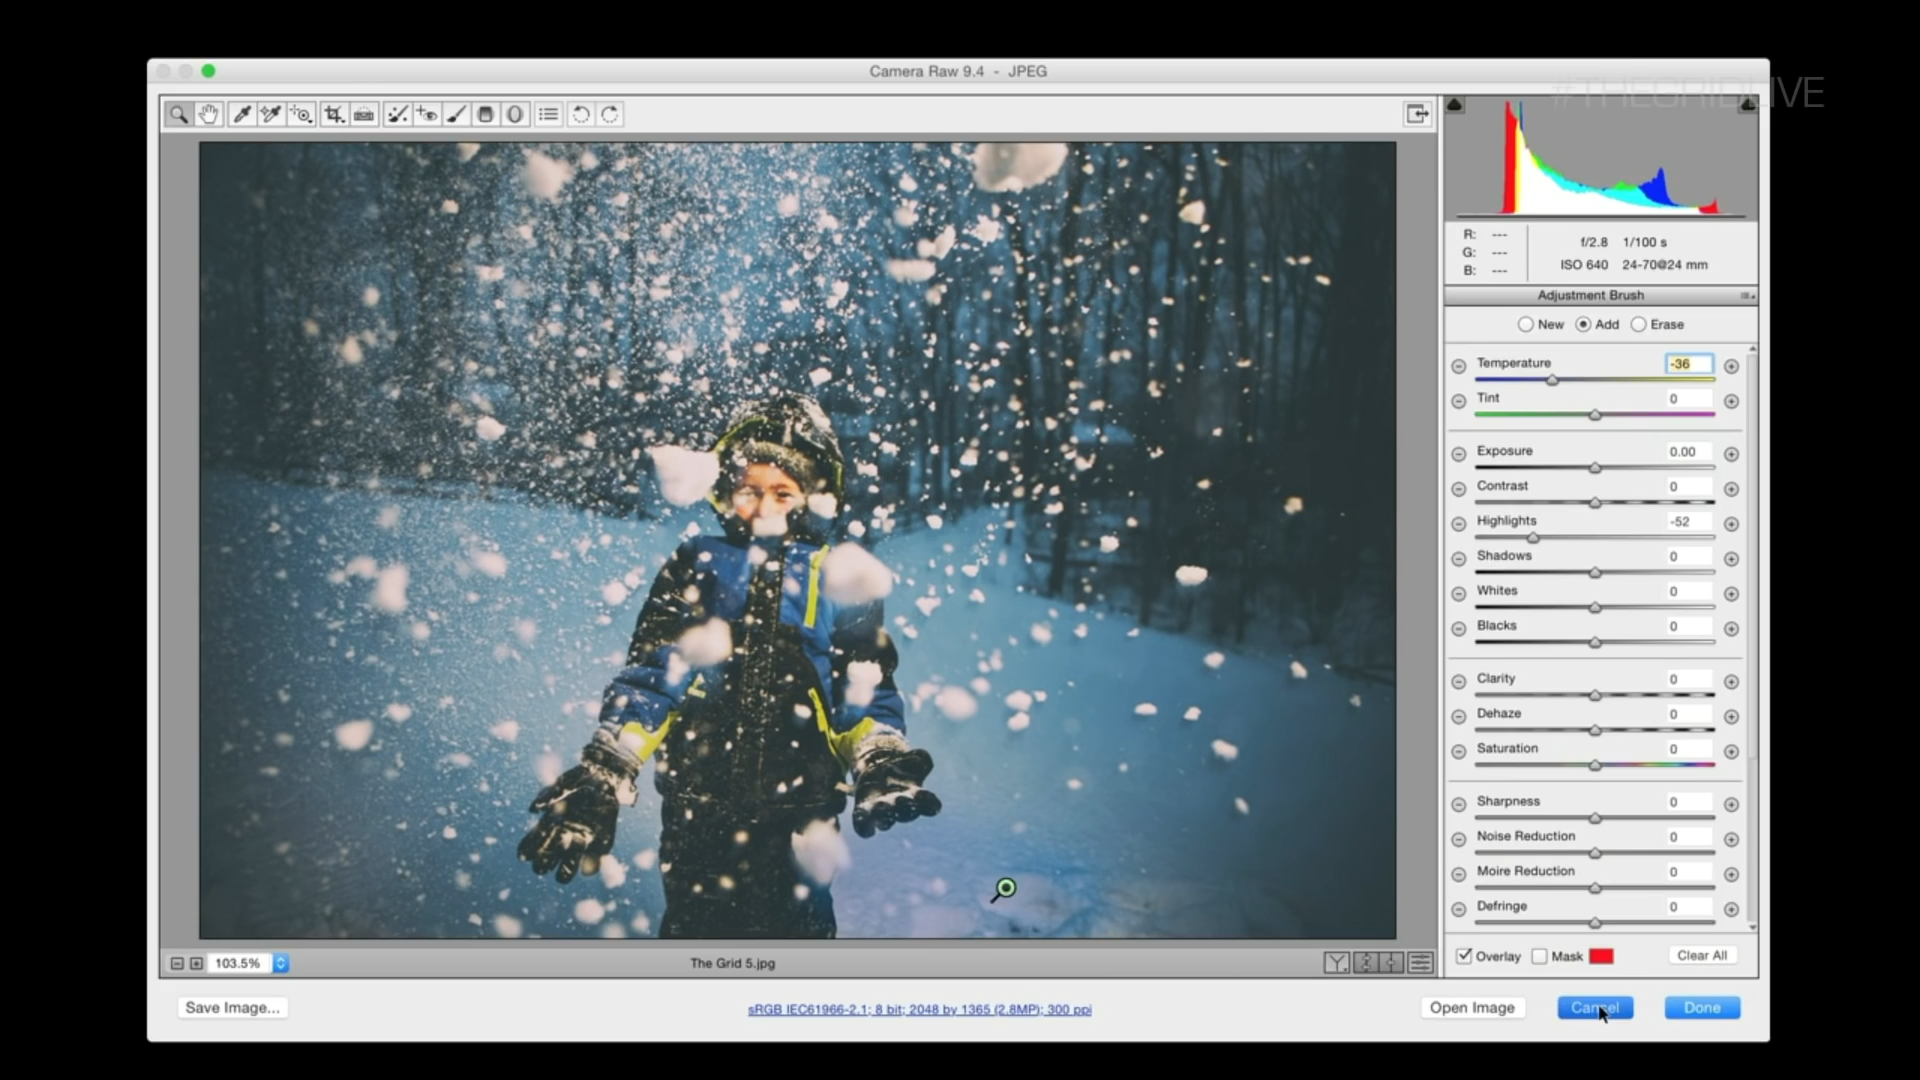 Camera Raw 9.4 - JPEG
#THEGRIDLIVE
R: ---
G: ---
B: ---
f/2.8 1/100 s
ISO 640 24-70@24 mm
Adjustment Brush
New Add Erase
Temperature -36
Tint 0
Exposure 0.00
Contrast 0
Highlights -52
Shadows 0
Whites 0
Blacks 0
Clarity 0
Dehaze 0
Saturation 0
Sharpness 0
Noise Reduction 0
Moire Reduction 0
Defringe 0
Overlay Mask Clear All
103.5% The Grid 5.jpg
Save Image... sRGB IEC61966-2.1; 8 bit; 2048 by 1365 (2.8MP); 300 ppi Open Image Cancel Done